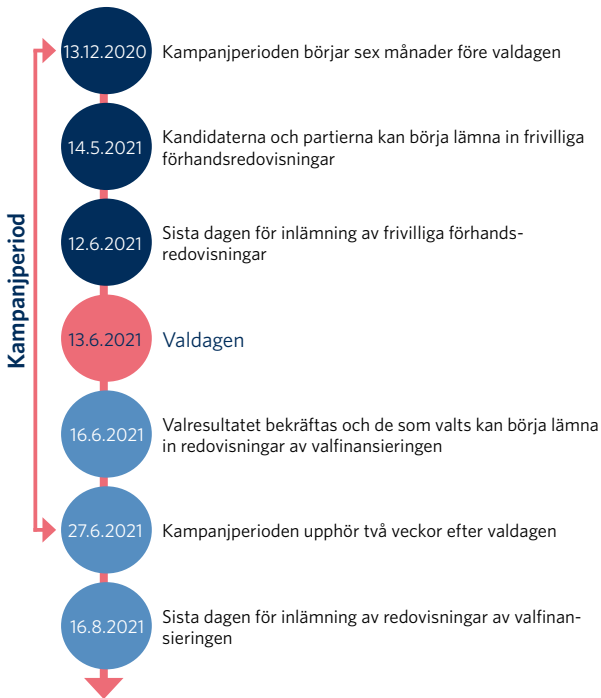 Kampanjperiod
13.12.2020
Kampanjperioden börjar sex månader före valdagen
14.5.2021
Kandidaterna och partierna kan börja lämna in frivilliga
förhandsredovisningar
12.6.2021
Sista dagen för inlämning av frivilliga förhands-
redovisningar
13.6.2021
Valdagen
16.6.2021
Valresultatet bekräftas och de som valts kan börja lämna
in redovisningar av valfinansieringen
27.6.2021
Kampanjperioden upphör två veckor efter valdagen
16.8.2021
Sista dagen för inlämning av redovisningar av valfinan-
sieringen